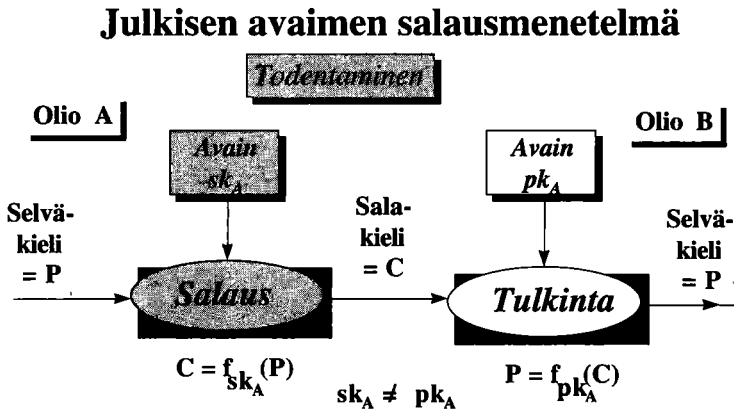 Julkisen avaimen salausmenetelmä
Todentaminen
Olio A
Olio B
Avain
sk_A
Avain
pk_A
Selvä-
kieli
= P
Sala-
kieli
= C
Selvä-
kieli
= P
Salaus
Tulkinta
C = f_sk_A(P)
sk_A ≠ pk_A
P = f_pk_A(C)